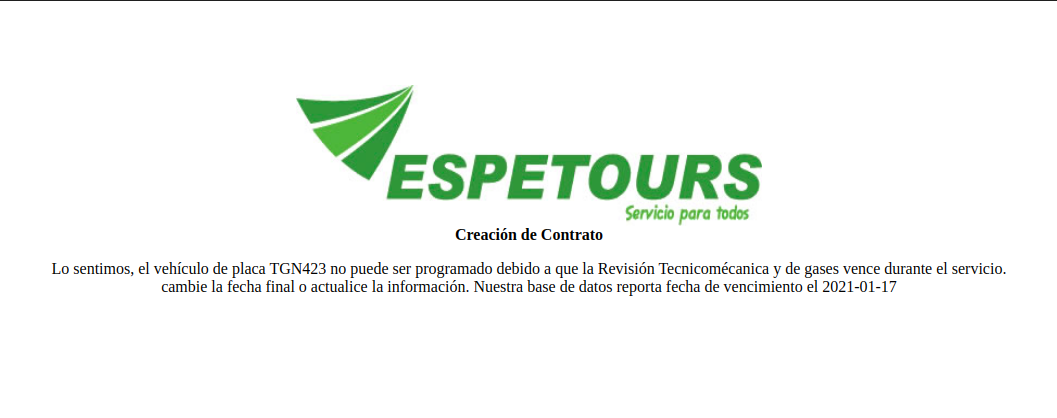 ESPETOURS
Servicio para todos
Creación de Contrato
Lo sentimos, el vehículo de placa TGN423 no puede ser programado debido a que la Revisión Tecnicomécanica y de gases vence durante el servicio.
cambie la fecha final o actualice la información. Nuestra base de datos reporta fecha de vencimiento el 2021-01-17